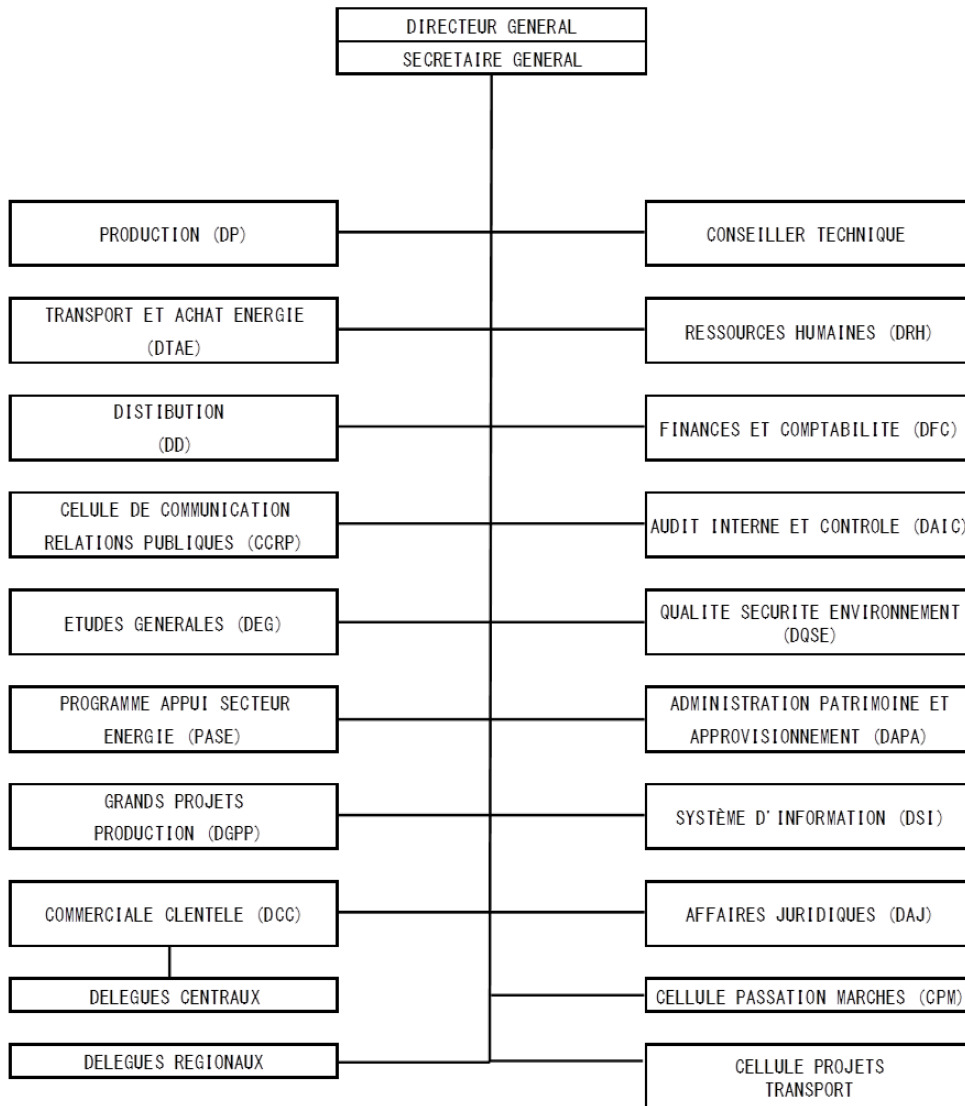 DIRECTEUR GENERAL
SECRETAIRE GENERAL
PRODUCTION (DP)
CONSEILLER TECHNIQUE
TRANSPORT ET ACHAT ENERGIE
(DTAE)
RESSOURCES HUMAINES (DRH)
DISTIBUTION
(DD)
FINANCES ET COMPTABILITE (DFC)
CELULE DE COMMUNICATION
RELATIONS PUBLIQUES (CCRP)
AUDIT INTERNE ET CONTROLE (DAIC)
ETUDES GENERALES (DEG)
QUALITE SECURITE ENVIRONNEMENT
(DQSE)
PROGRAMME APPUI SECTEUR
ENERGIE (PASE)
ADMINISTRATION PATRIMOINE ET
APPROVISIONNEMENT (DAPA)
GRANDS PROJETS
PRODUCTION (DGPP)
SYSTÈME D'INFORMATION (DSI)
COMMERCIALE CLENTELE (DCC)
AFFAIRES JURIDIQUES (DAJ)
DELEGUES CENTRAUX
CELLULE PASSATION MARCHES (CPM)
DELEGUES REGIONAUX
CELLULE PROJETS
TRANSPORT